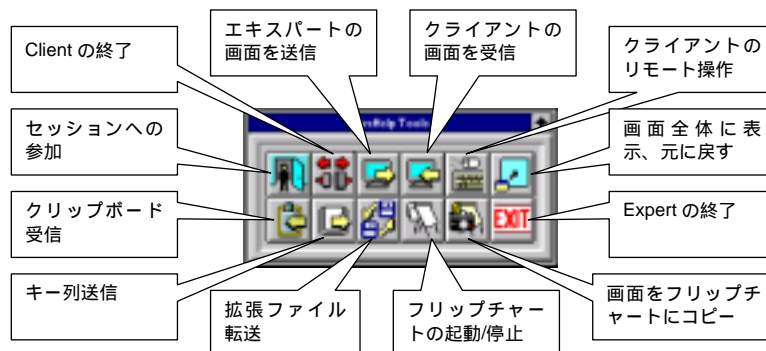 エキスパートの
画面を送信
クライアントの
画面を受信
Client の終了
クライアントの
リモート操作
セッションへの
参加
Help Tools
画面全体に表
示、元に戻す
クリップボード
受信
EXIT
Expert の終了
キー列送信
拡張ファイル
転送
フリップチャー
トの起動/停止
画面をフリップチ
ャートにコピー